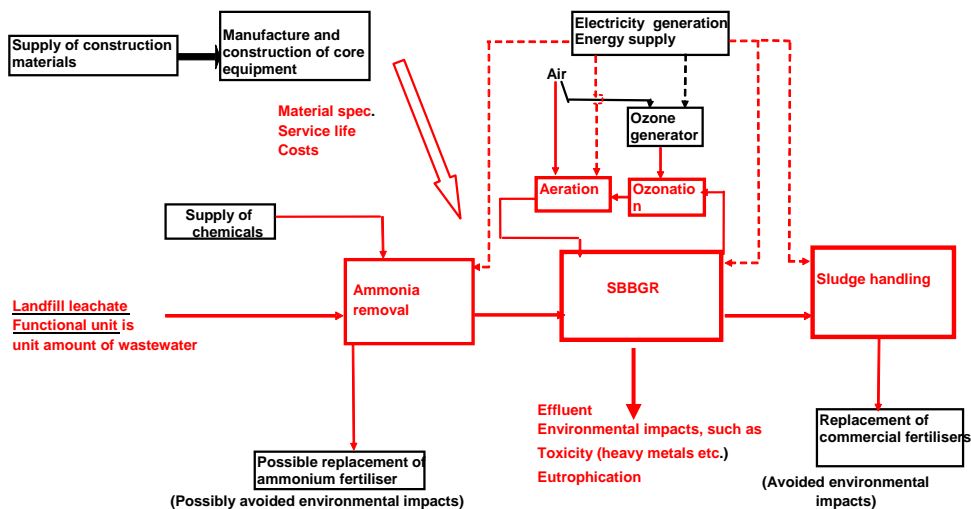 Supply of construction
materials
Manufacture and
construction of core
equipment
Electricity generation
Energy supply
Material spec.
Service life
Costs
Air
Ozone
generator
Aeration
Ozonatio
n
Supply of
chemicals
Landfill leachate
Functional unit is
unit amount of wastewater
Ammonia
removal
SBBGR
Sludge handling
Effluent
Environmental impacts, such as
Toxicity (heavy metals etc.)
Eutrophication
Replacement of
commercial fertilisers
(Avoided environmental
impacts)
Possible replacement of
ammonium fertiliser
(Possibly avoided environmental impacts)